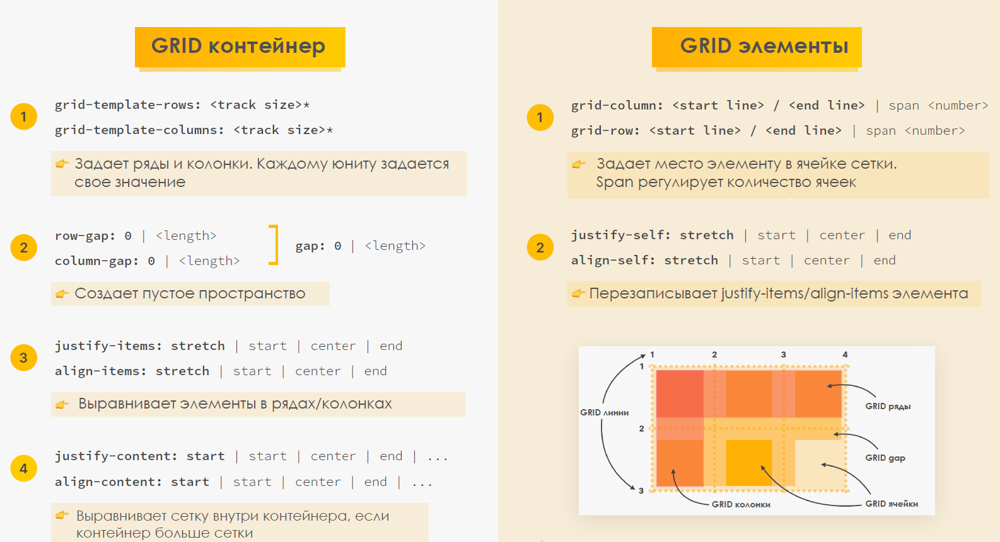 GRID контейнер
1
grid-template-rows: <track size>*
grid-template-columns: <track size>*
Задает ряды и колонки. Каждому юниту задается
свое значение
2
row-gap: 0 | <length>
column-gap: 0 | <length>
gap: 0 | <length>
Создает пустое пространство
3
justify-items: stretch | start | center | end
align-items: stretch | start | center | end
Выравнивает элементы в рядах/колонках
4
justify-content: start | start | center | end | ...
align-content: start | start | center | end | ...
Выравнивает сетку внутри контейнера, если
контейнер больше сетки
GRID элементы
1
grid-column: <start line> / <end line> | span <number>
grid-row: <start line> / <end line> | span <number>
Задает место элементу в ячейке сетки.
Span регулирует количество ячеек
2
justify-self: stretch | start | center | end
align-self: stretch | start | center | end
Перезаписывает justify-items/align-items элемента
1 2 3 4
1
GRID ряды
GRID линии
2
GRID gap
3
GRID колонки
GRID ячейки